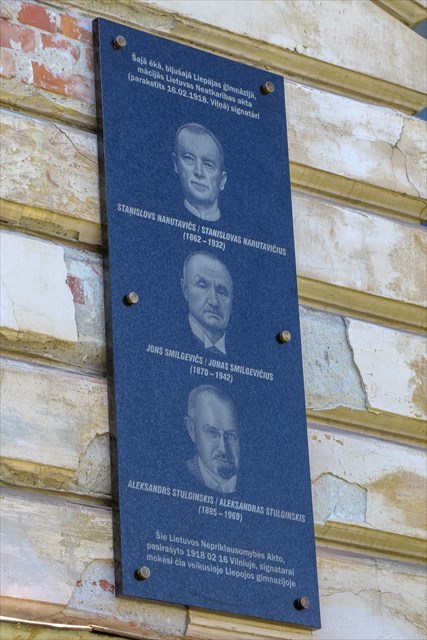 Šajā ēkā, bijušajā Liepājas ģimnāzijā,
mācījās Lietuvas Neatkarības akta
(parakstīts 16.02.1918. Viļņā) signatāri
STAŅISLOVS NARUTAVIČS / STANISLOVAS NARUTAVIČIUS
(1862 – 1932)
JONS SMILGEVIČS / JONAS SMILGEVIČIUS
(1870 – 1942)
ALEKSANDRS STULGINSKIS / ALEKSANDRAS STULGINSKIS
(1885 – 1969)
Šie Lietuvos Nepriklausomybės Akto,
pasirašyto 1918 02 16 Vilniuje, signatarai
mokėsi čia veikusioje Liepojos gimnazijoje